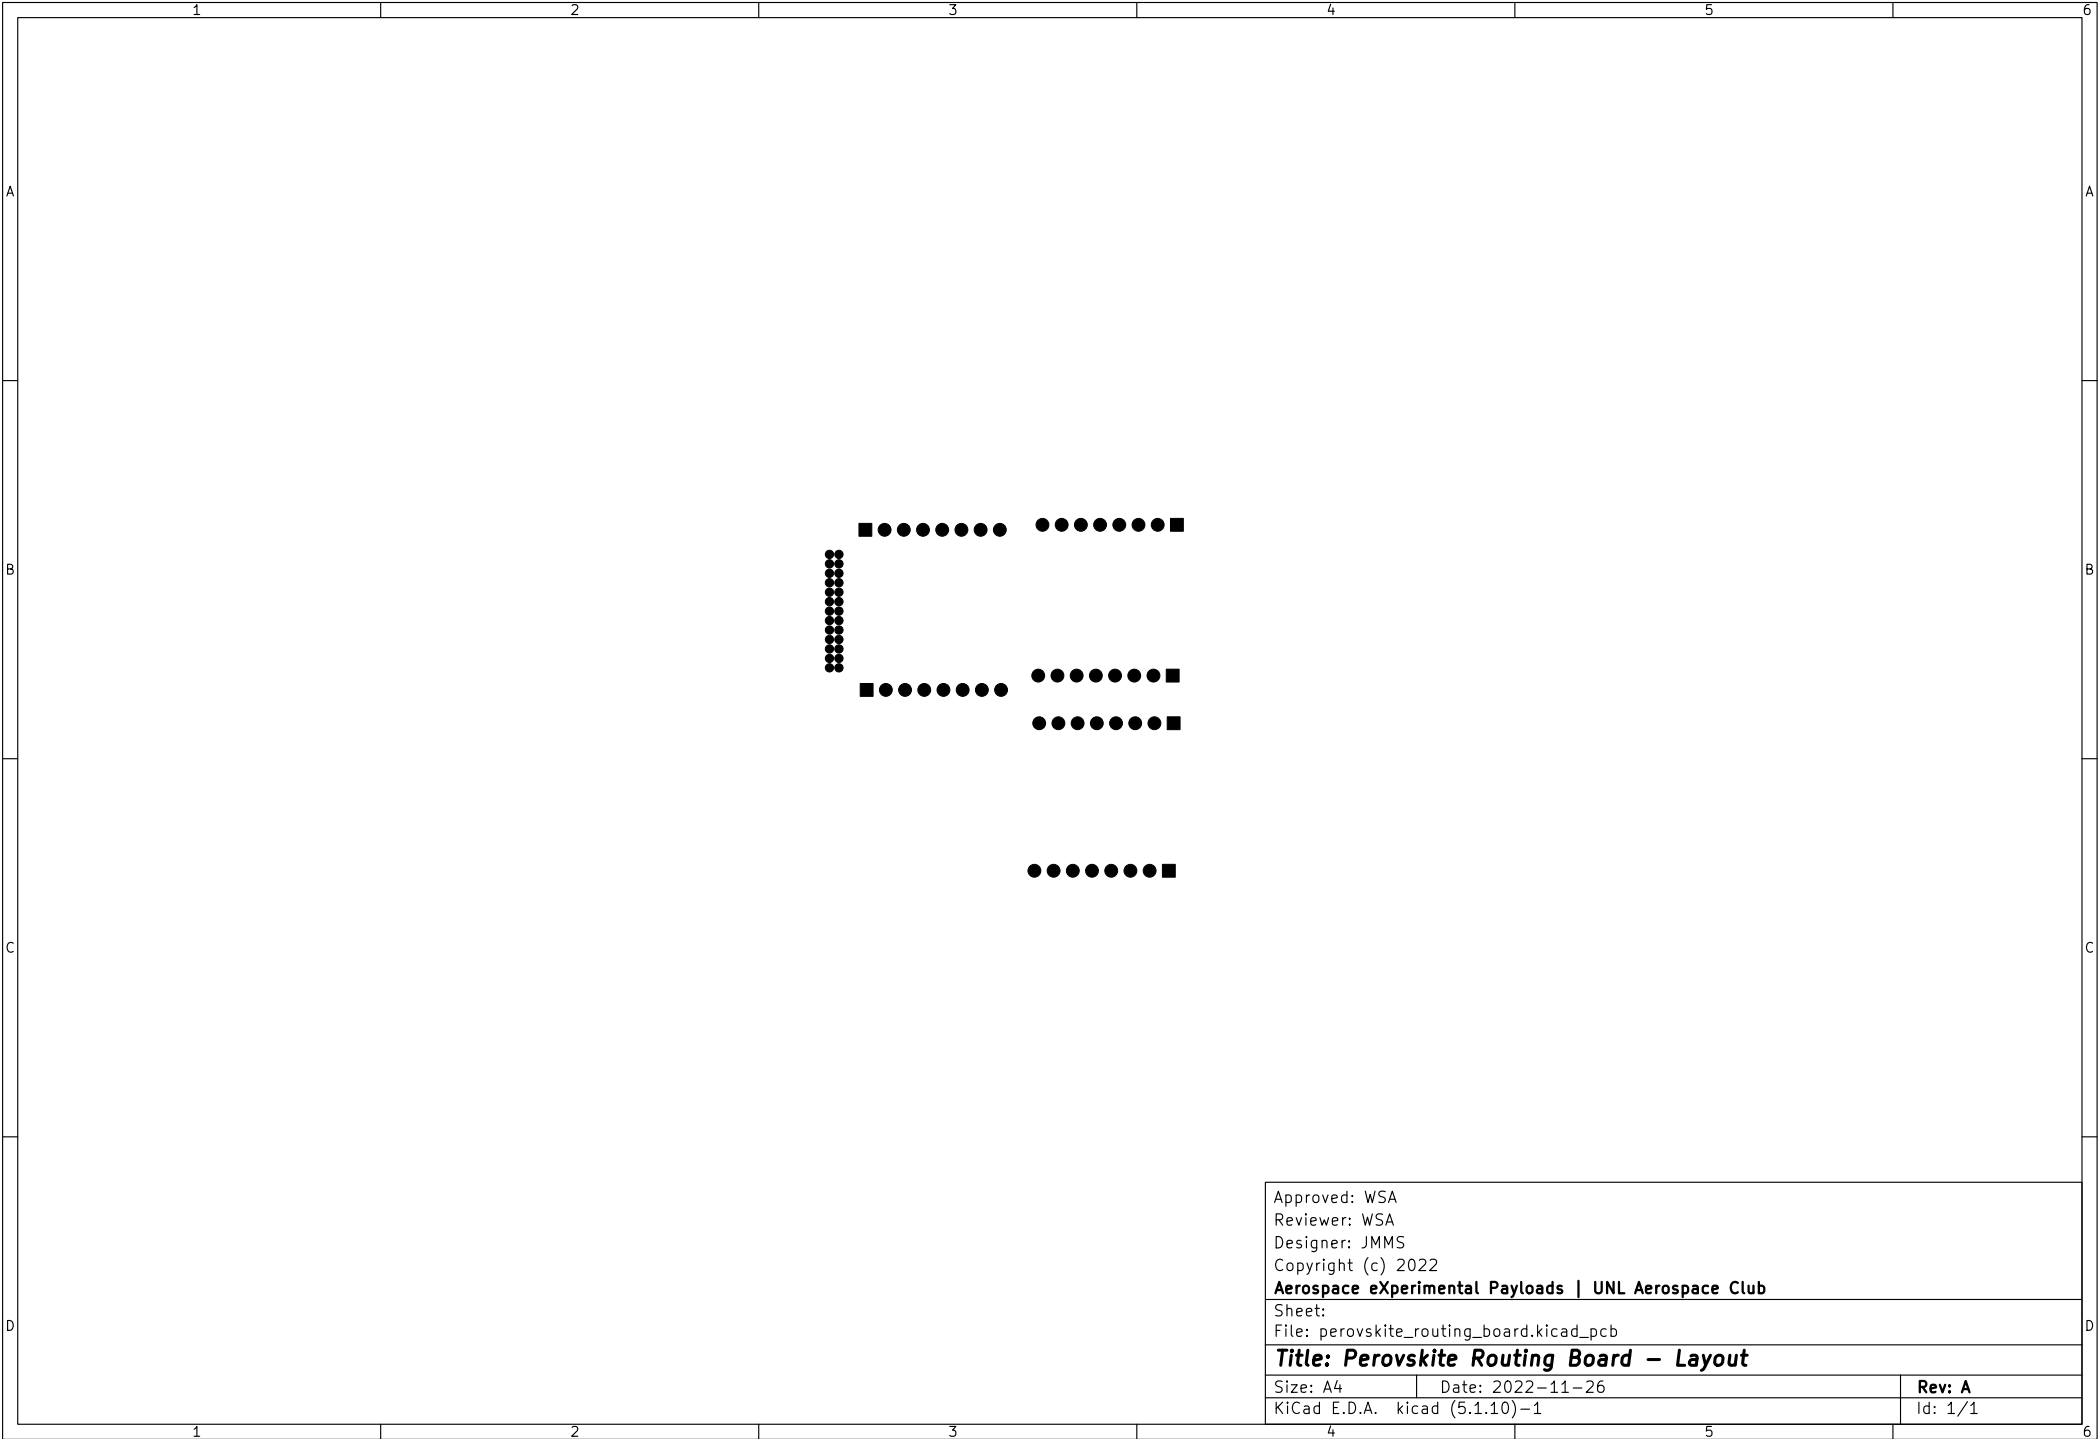 1 2 3 4 5 6
A A
B B
C C
Approved: WSA
Reviewer: WSA
Designer: JMMS
Copyright (c) 2022
Aerospace eXperimental Payloads | UNL Aerospace Club
Sheet:
D D
File: perovskite_routing_board.kicad_pcb
Title: Perovskite Routing Board – Layout
Size: A4 Date: 2022–11–26 Rev: A
KiCad E.D.A. kicad (5.1.10)–1 Id: 1/1
1 2 3 4 5 6